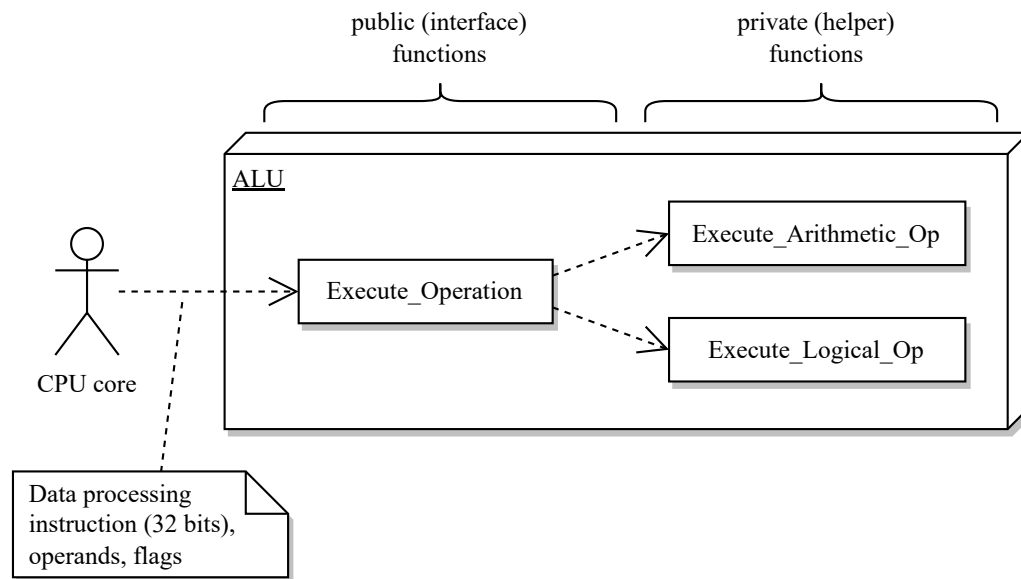 public (interface)
functions
private (helper)
functions
ALU
Execute_Arithmetic_Op
Execute_Operation
Execute_Logical_Op
CPU core
Data processing
instruction (32 bits),
operands, flags